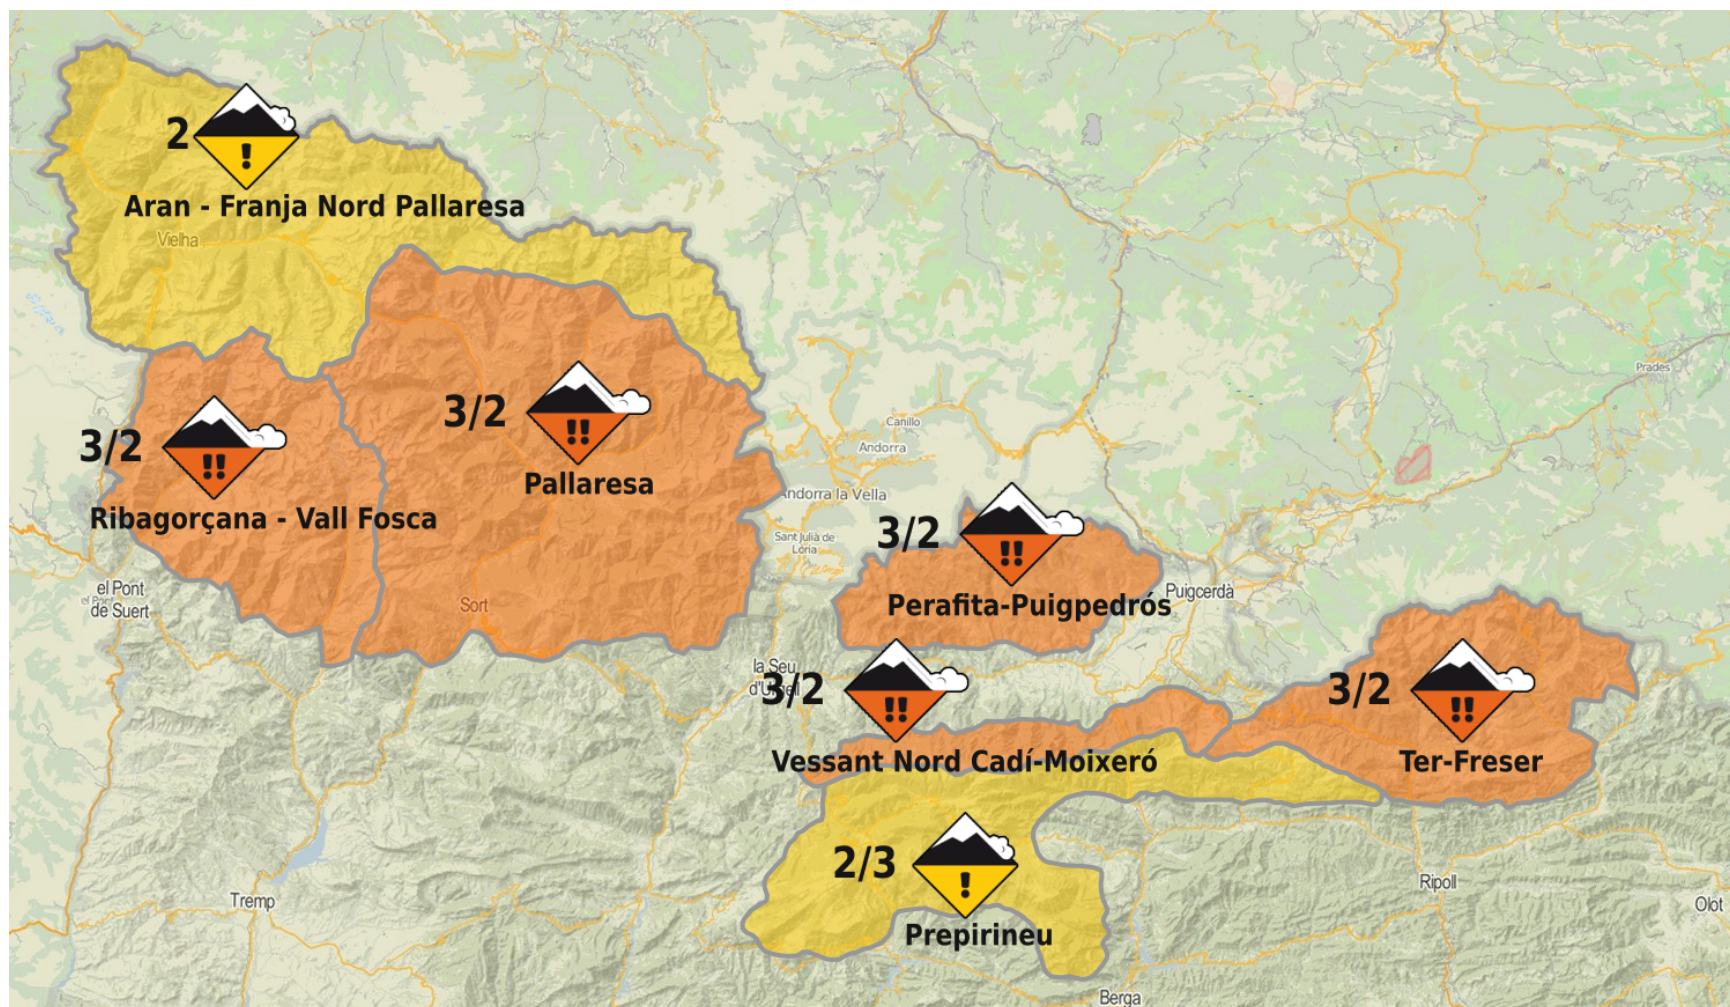 2
!
Aran - Franja Nord Pallaresa
Vielha
3/2
!!
Pallaresa
3/2
!!
Ribagorçana - Vall Fosca
Prades
Canillo
Andorra
Andorra la Vella
Sant Julià de
Lòria
3/2
!!
Perafita-Puigpedrós
Puigcerdà
el Pont
de Suert
Sort
la Seu
d'Urgell
3/2
!!
Vessant Nord Cadí-Moixeró
3/2
!!
Ter-Freser
2/3
!
Prepirineu
Tremp
Ripoll
Olot
Berga